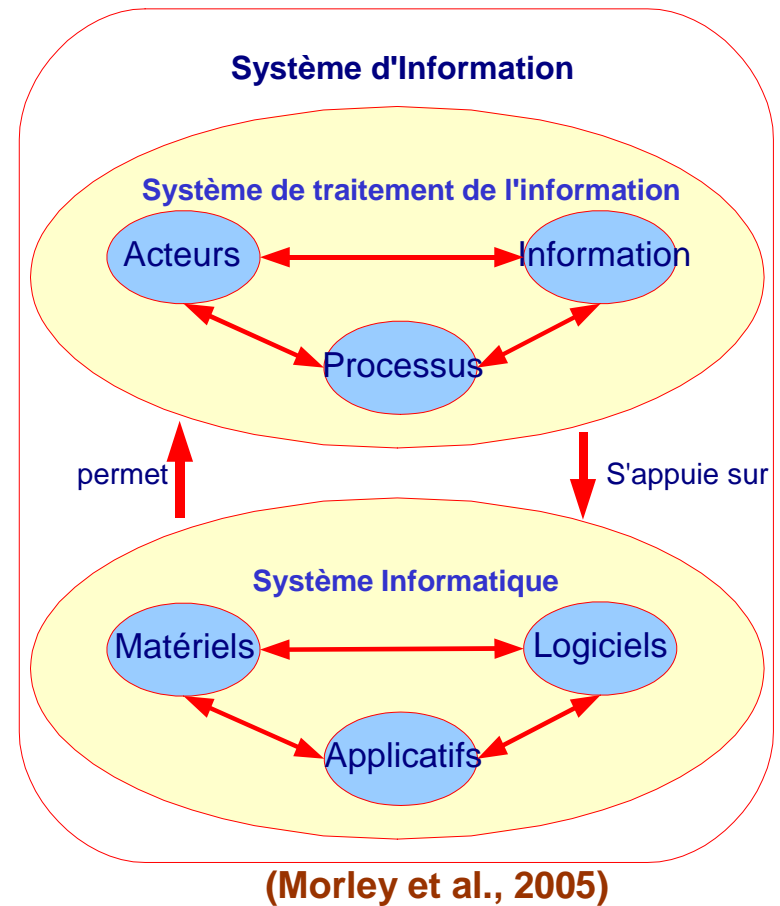 Système d'Information
Système de traitement de l'information
Acteurs
Information
Processus
permet
S'appuie sur
Système Informatique
Matériels
Logiciels
Applicatifs
(Morley et al., 2005)